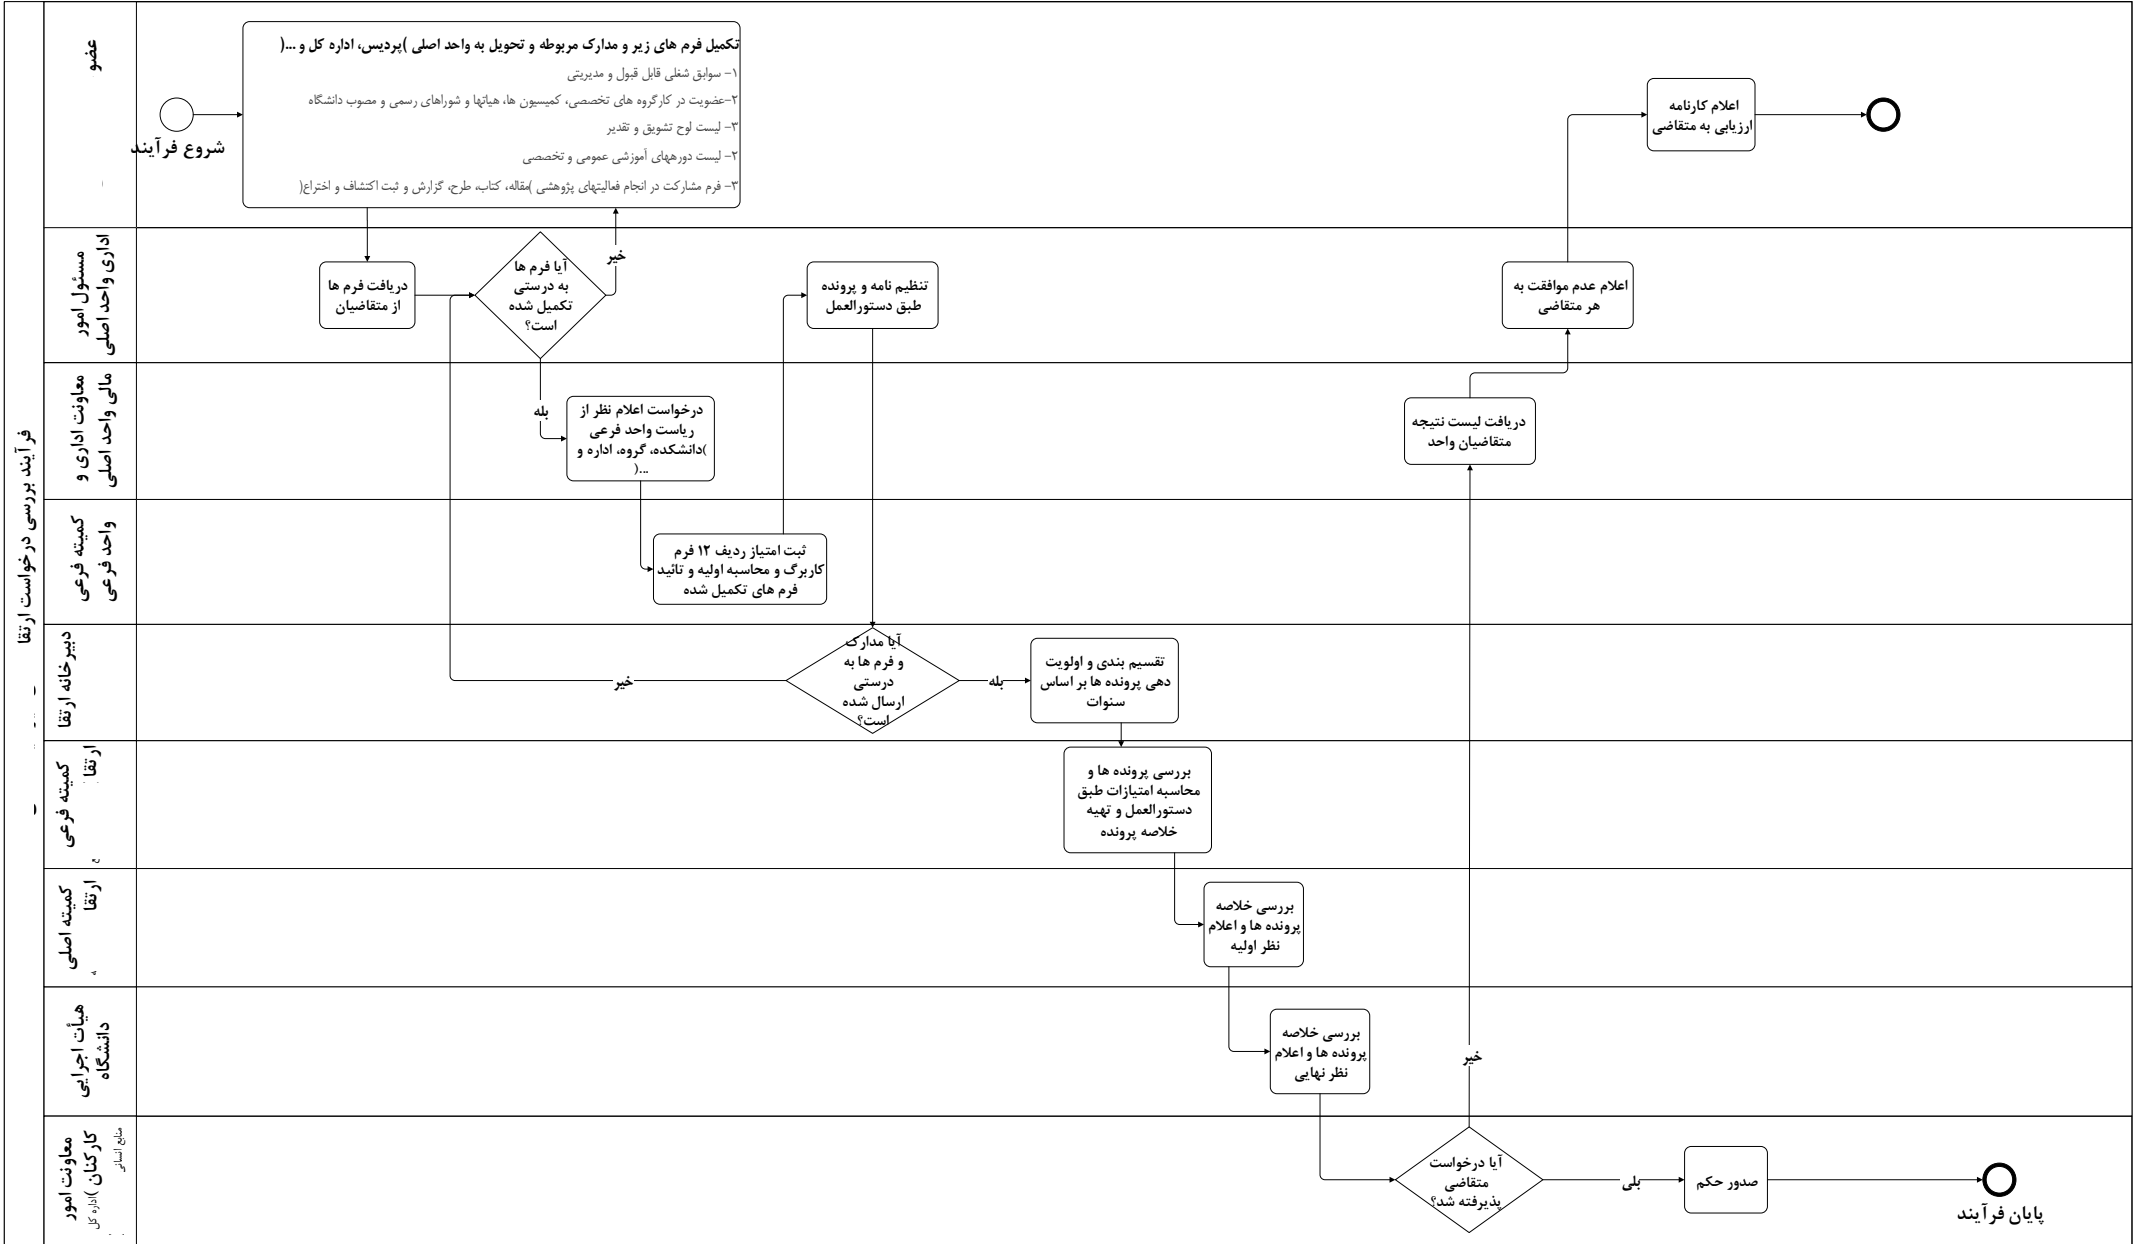 فرآیند بررسی درخواست ارتقا
عضو
شروع فرآیند
تکمیل فرم های زیر و مدارک مربوطه و تحویل به واحد اصلی )پردیس، اداره کل و ...(
۱- سوابق شغلی قابل قبول و مدیریتی
۲-عضویت در کارگروه های تخصصی، کمیسیون ها، هیاتها و شوراهای رسمی و مصوب دانشگاه
۳- لیست لوح تشویق و تقدیر
۲- لیست دورههای آموزشی عمومی و تخصصی
۳- فرم مشارکت در انجام فعالیتهای پژوهشی )مقاله، کتاب، طرح، گزارش و ثبت اکتشاف و اختراع(
اعلام کارنامه
ارزیابی به متقاضی
مسئول امور
اداری واحد اصلی
دریافت فرم ها
از متقاضیان
آیا فرم ها
به درستی
تکمیل شده
است؟
خیر
بله
تنظیم نامه و پرونده
طبق دستورالعمل
اعلام عدم موافقت به
هر متقاضی
معاونت اداری و
مالی واحد اصلی
درخواست اعلام نظر از
ریاست واحد فرعی
)دانشکده، گروه، اداره و
...(
دریافت لیست نتیجه
متقاضیان واحد
کمیته فرعی
واحد فرعی
ثبت امتیاز ردیف ۱۲ فرم
کاربرگ و محاسبه اولیه و تائید
فرم های تکمیل شده
دبیرخانه ارتقا
آیا مدارک
و فرم ها به
درستی
ارسال شده
است؟
خیر
بله
تقسیم بندی و اولویت
دهی پرونده ها بر اساس
سنوات
کمیته فرعی
ارتقا
بررسی پرونده ها و
محاسبه امتیازات طبق
دستورالعمل و تهیه
خلاصه پرونده
کمیته اصلی
ارتقا
بررسی خلاصه
پرونده ها و اعلام
نظر اولیه
هیأت اجرایی
دانشگاه
بررسی خلاصه
پرونده ها و اعلام
نظر نهایی
خیر
معاونت امور
کارکنان )اداره کل
منابع انسانی
آیا درخواست
متقاضی
پذیرفته شد؟
بلی
صدور حکم
پایان فرآیند